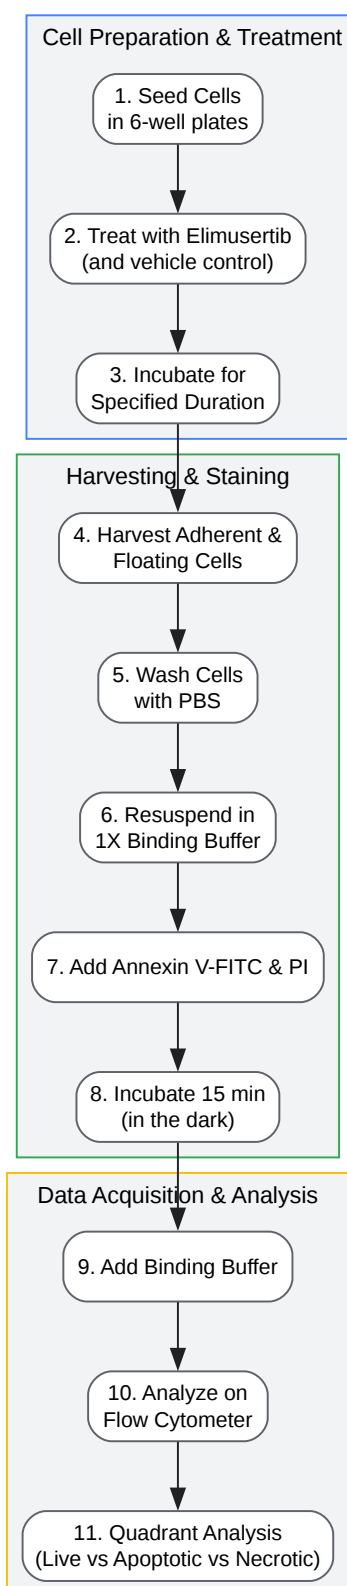 Cell Preparation & Treatment
1. Seed Cells
in 6-well plates
2. Treat with Elimusertib
(and vehicle control)
3. Incubate for
Specified Duration
Harvesting & Staining
4. Harvest Adherent &
Floating Cells
5. Wash Cells
with PBS
6. Resuspend in
1X Binding Buffer
7. Add Annexin V-FITC & PI
8. Incubate 15 min
(in the dark)
Data Acquisition & Analysis
9. Add Binding Buffer
10. Analyze on
Flow Cytometer
11. Quadrant Analysis
(Live vs Apoptotic vs Necrotic)